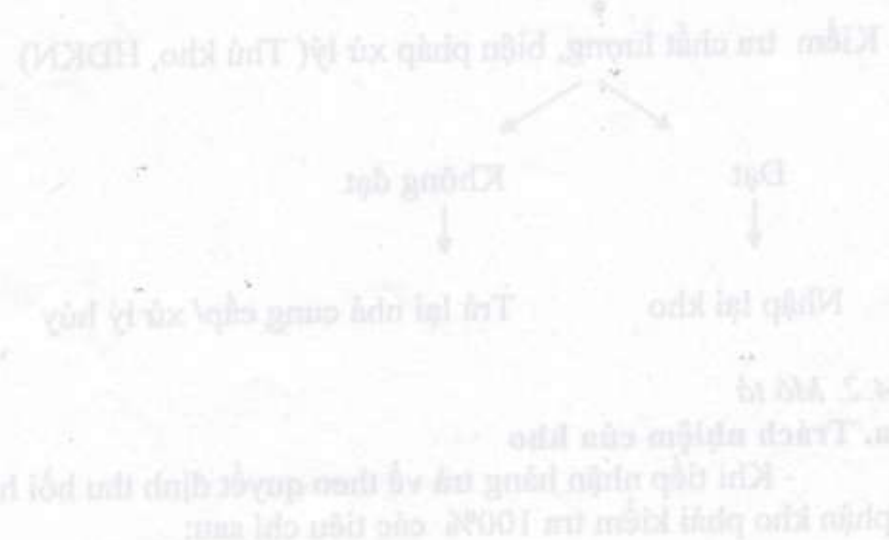 Kiểm tra chất lượng, biện pháp xử lý( Thủ kho, HDKN)
Đạt Không đạt
Nhập lại kho Trả lại nhà cung cấp/ xử lý hủy
4.2. Mô tả
a. Trách nhiệm của kho
- Khi tiếp nhận hàng trả về theo quyết định thu hồi h
phận kho phải kiểm tra 100% các tiêu chí sau: